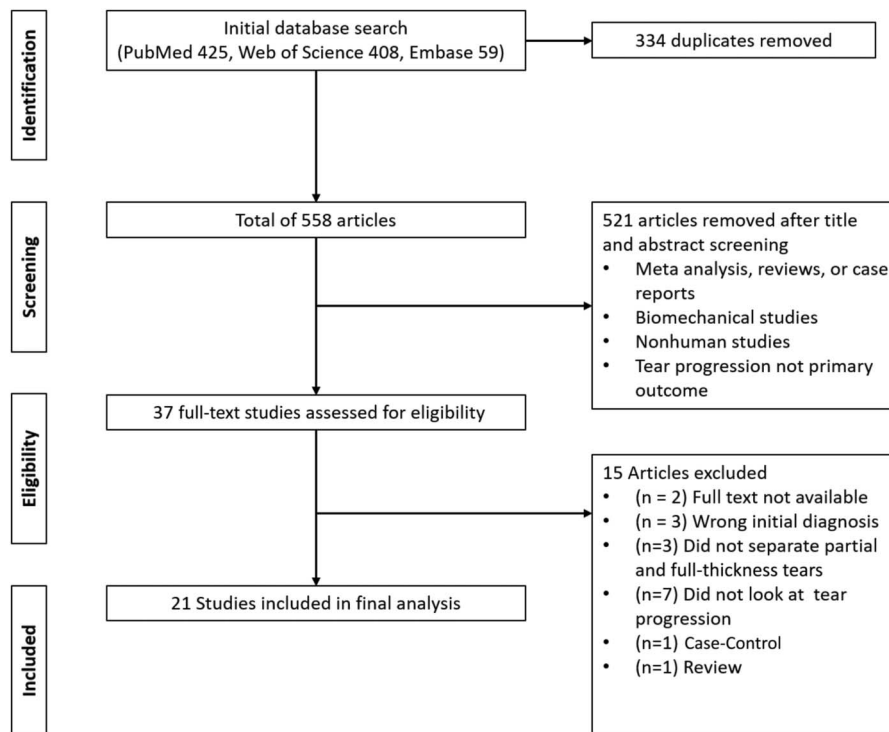 Identification
Initial database search
(PubMed 425, Web of Science 408, Embase 59)
334 duplicates removed
Screening
Total of 558 articles
521 articles removed after title
and abstract screening
• Meta analysis, reviews, or case
reports
• Biomechanical studies
• Nonhuman studies
• Tear progression not primary
outcome
Eligibility
37 full-text studies assessed for eligibility
15 Articles excluded
• (n = 2) Full text not available
• (n = 3) Wrong initial diagnosis
• (n=3) Did not separate partial
and full-thickness tears
• (n=7) Did not look at tear
progression
• (n=1) Case-Control
• (n=1) Review
Included
21 Studies included in final analysis